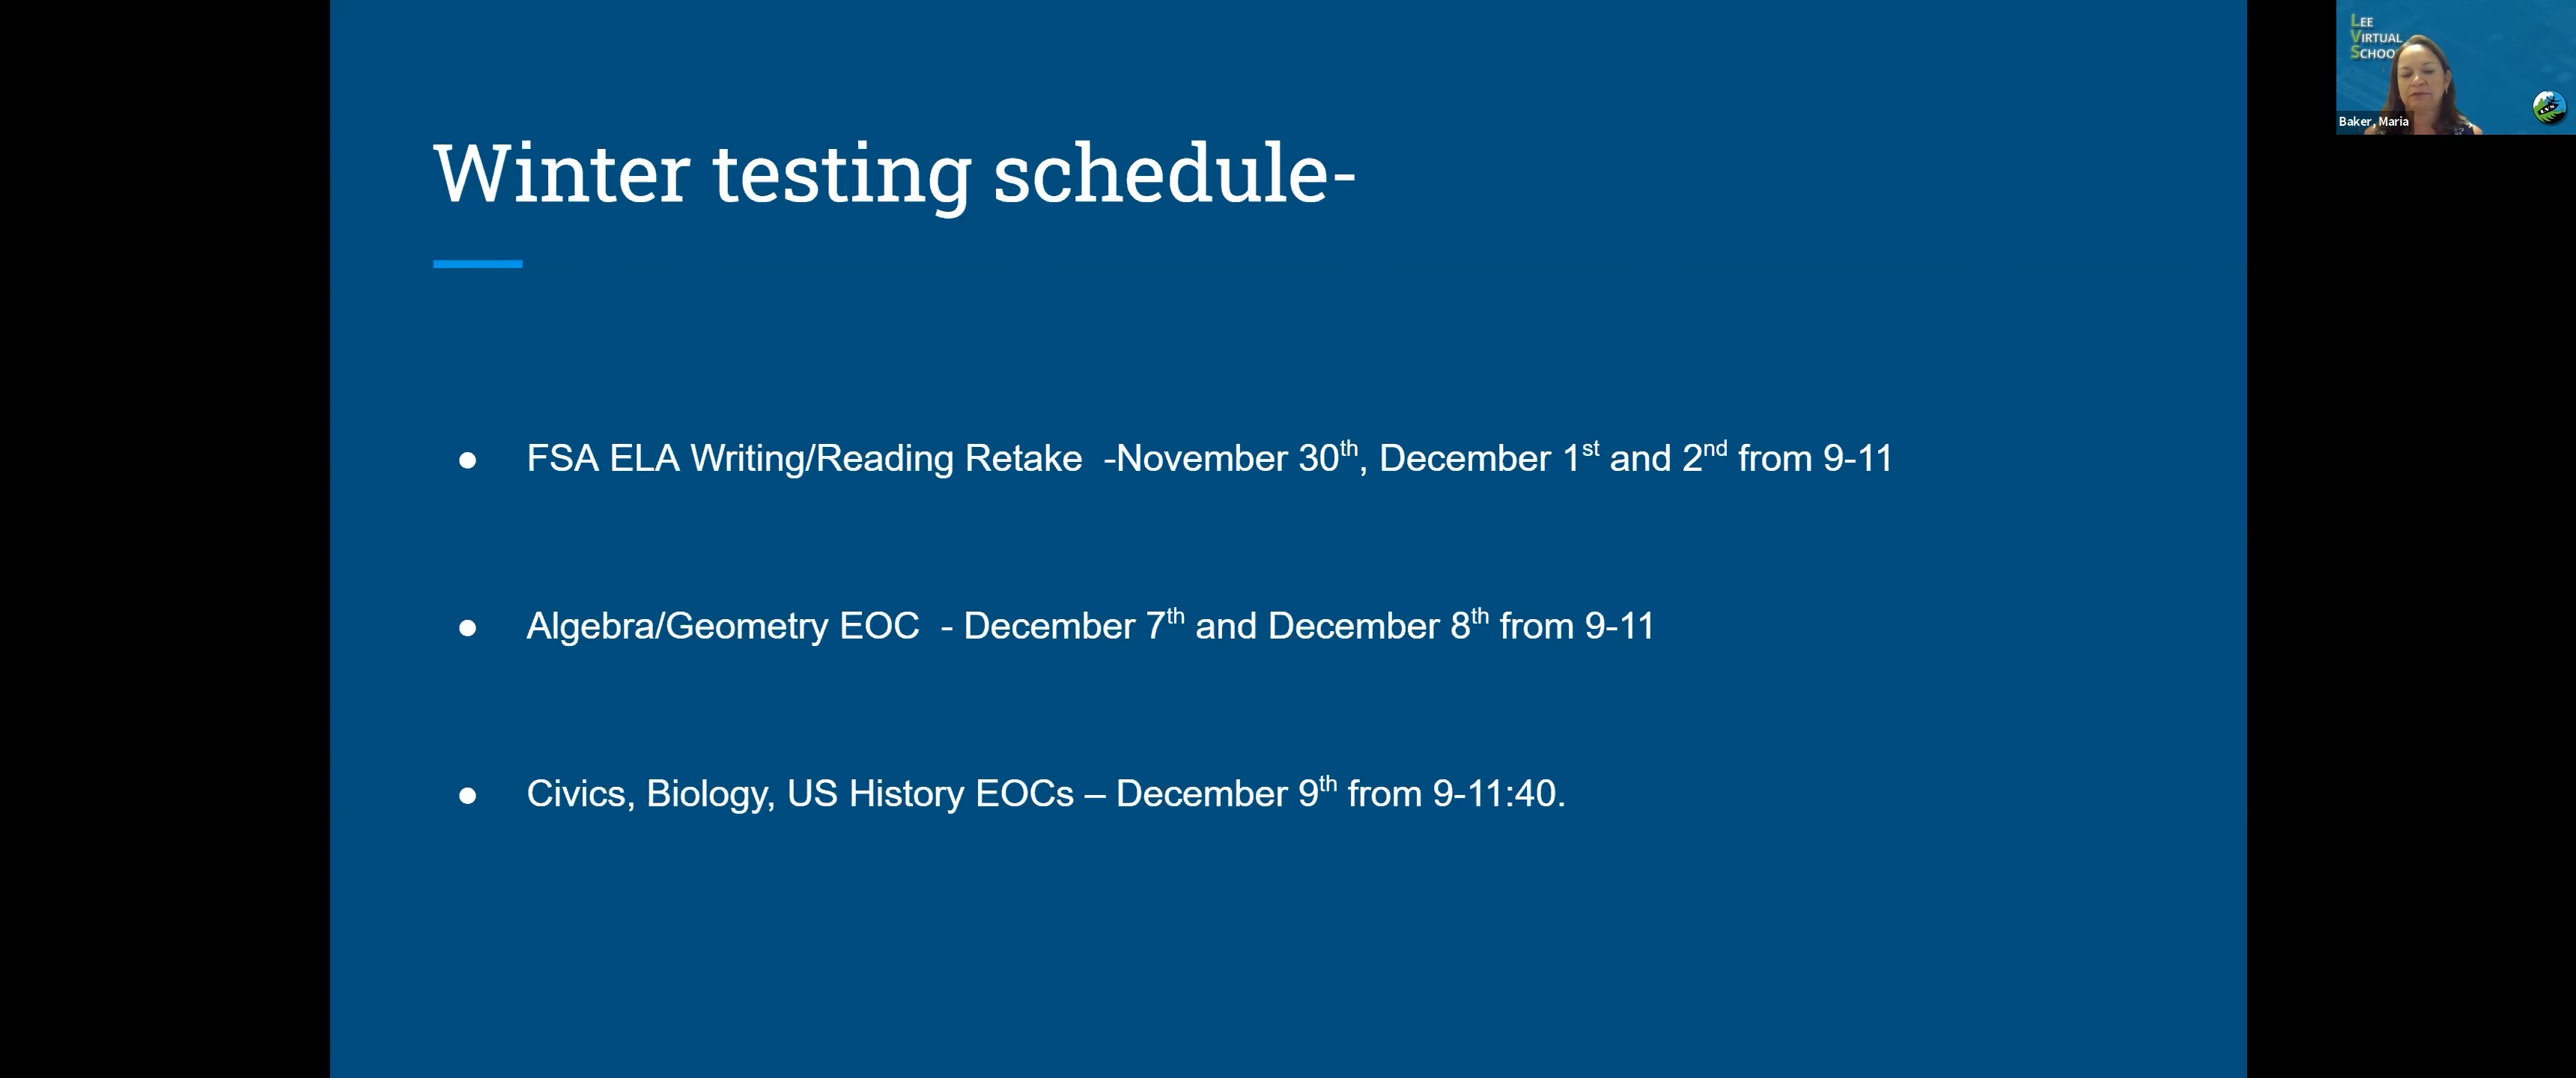 Winter testing schedule-
● FSA ELA Writing/Reading Retake  -November 30th, December 1st and 2nd from 9-11
● Algebra/Geometry EOC  - December 7th and December 8th from 9-11
● Civics, Biology, US History EOCs – December 9th from 9-11:40.
LEE
VIRTUAL
SCHOO
Baker, Maria